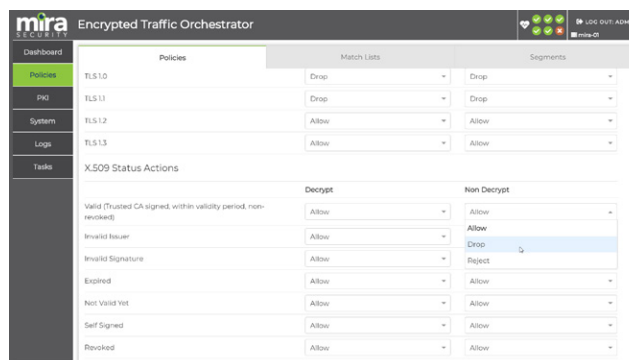 mira
SECURITY
Encrypted Traffic Orchestrator
LOG OUT: ADM
mira-01
Dashboard
Policies
PKI
System
Logs
Tasks
Policies Match Lists Segments
TLS 1.0 Drop Drop
TLS 1.1 Drop Drop
TLS 1.2 Allow Allow
TLS 1.3 Allow Allow
X.509 Status Actions
Decrypt Non Decrypt
Valid (Trusted CA signed, within validity period, non-
revoked) Allow Allow
Allow
Drop
Reject
Invalid Issuer Allow
Invalid Signature Allow
Expired Allow Allow
Not Valid Yet Allow Allow
Self Signed Allow Allow
Revoked Allow Allow